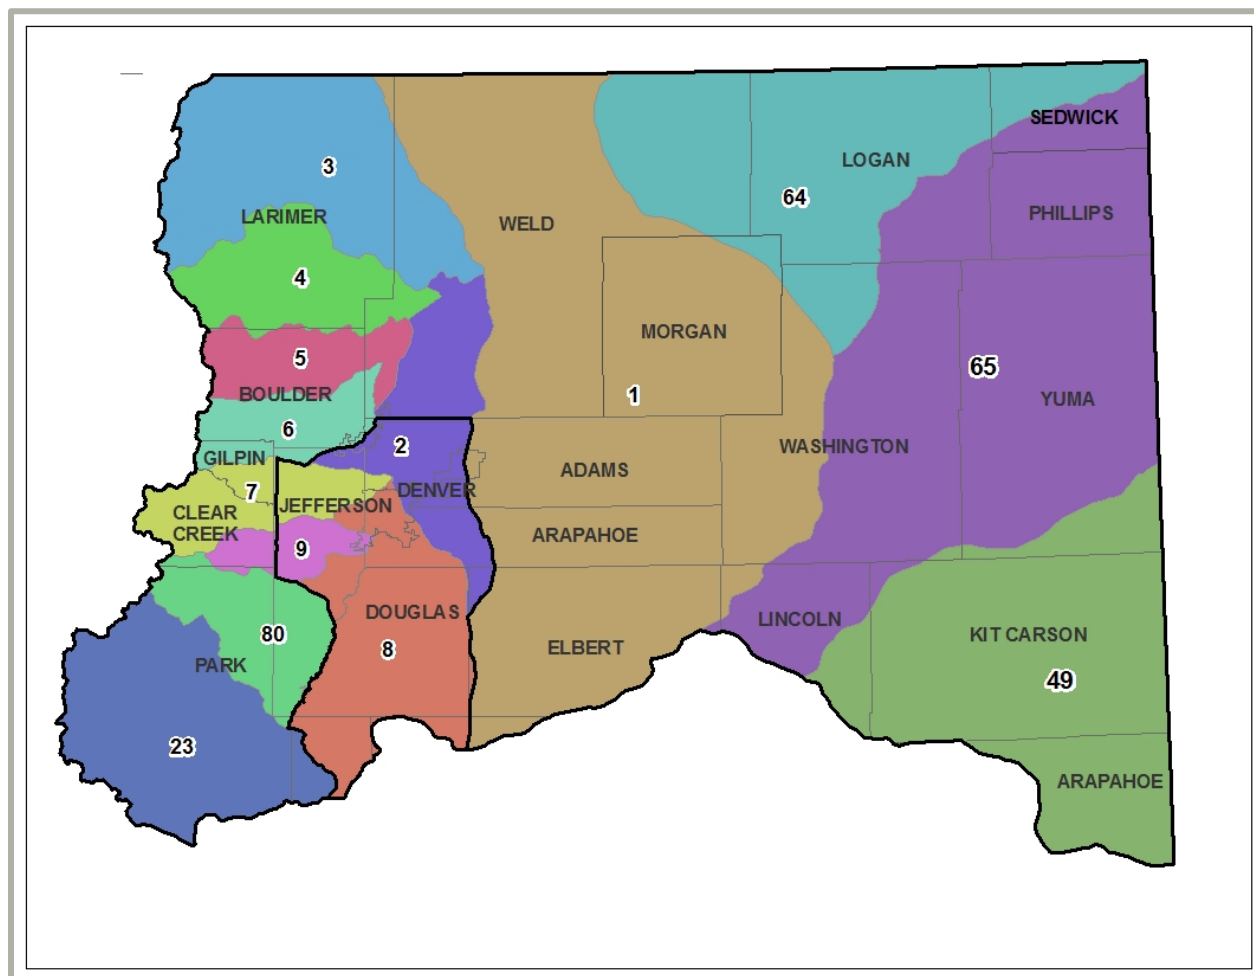 SEDWICK
3
LOGAN
64
LARIMER
WELD
PHILLIPS
4
MORGAN
5
65
BOULDER
1
YUMA
6
2
WASHINGTON
GILPIN
ADAMS
7
DENVER
JEFFERSON
CLEAR
CREEK
ARAPAHOE
9
DOUGLAS
LINCOLN
80
KIT CARSON
8
ELBERT
PARK
49
23
ARAPAHOE